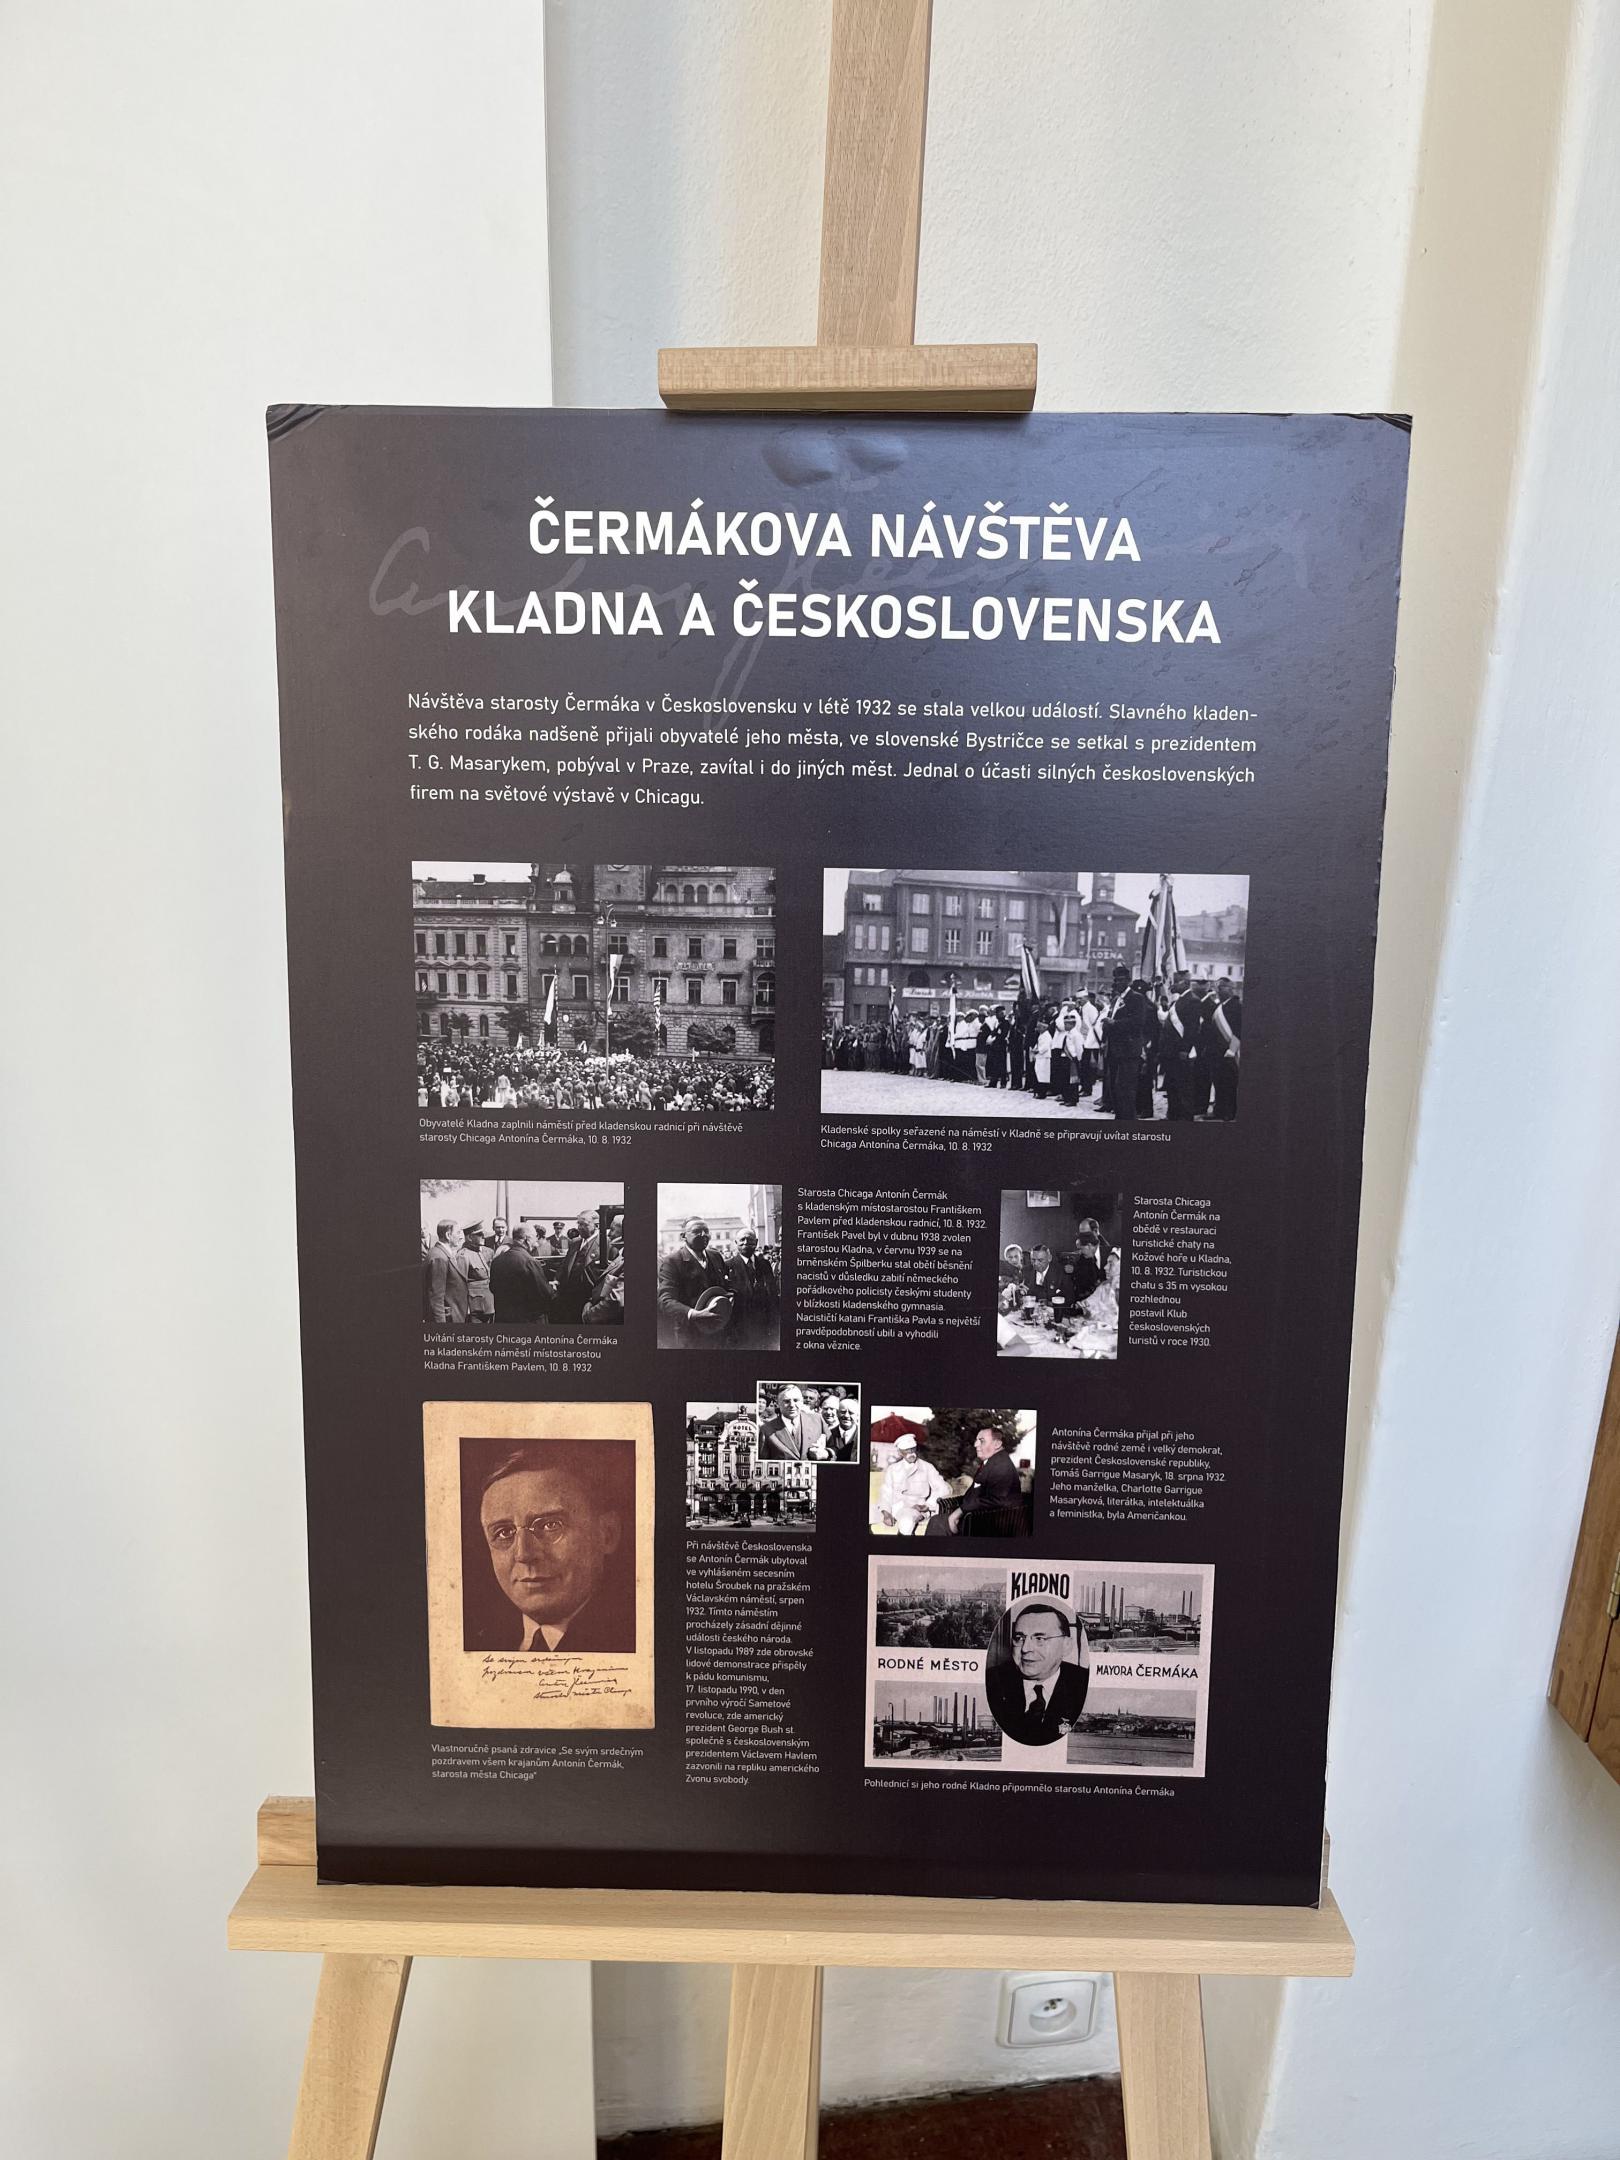 ČERMÁKOVA NÁVŠTĚVA
KLADNA A ČESKOSLOVENSKA
Návštěva starosty Čermáka v Československu v létě 1932 se stala velkou událostí. Slavného kladen-
ského rodáka nadšeně přijali obyvatelé jeho města, ve slovenské Bystričce se setkal s prezidentem
T. G. Masarykem, pobýval v Praze, zavítal i do jiných měst. Jednal o účasti silných československých
firem na světové výstavě v Chicagu.
ZÁLOŽNA
Obyvatelé Kladna zaplnili náměstí před kladenskou radnicí při návštěvě
starosty Chicaga Antonína Čermáka, 10. 8. 1932
Kladenské spolky seřazené na náměstí v Kladně se připravují uvítat starostu
Chicaga Antonína Čermáka, 10. 8. 1932
Uvítání starosty Chicaga Antonína Čermáka
na kladenském náměstí místostarostou
Kladna Františkem Pavlem, 10. 8. 1932
Starosta Chicaga Antonín Čermák
s kladenským místostarostou Františkem
Pavlem před kladenskou radnicí, 10. 8. 1932.
František Pavel byl v dubnu 1938 zvolen
starostou Kladna, v červnu 1939 se na
brněnském Špilberku stal obětí běsnění
nacistů v důsledku zabití německého
pořádkového policisty českými studenty
v blízkosti kladenského gymnasia.
Nacističtí katani Františka Pavla s největší
pravděpodobností ubili a vyhodili
z okna věznice.
Starosta Chicaga
Antonín Čermák na
obědě v restauraci
turistické chaty na
Kožové hoře u Kladna,
10. 8. 1932. Turistickou
chatu s 35 m vysokou
rozhlednou
postavil Klub
československých
turistů v roce 1930.
Se svým srdečným
pozdravem všem krajanům
Antonín Čermák
starosta města Chicaga
Vlastnoručně psaná zdravice „Se svým srdečným
pozdravem všem krajanům Antonín Čermák,
starosta města Chicaga“
HOTEL
Při návštěvě Československa
se Antonín Čermák ubytoval
ve vyhlášeném secesním
hotelu Šroubek na pražském
Václavském náměstí, srpen
1932. Tímto náměstím
procházely zásadní dějinné
události českého národa.
V listopadu 1989 zde obrovské
lidové demonstrace přispěly
k pádu komunismu,
17. listopadu 1990, v den
prvního výročí Sametové
revoluce, zde americký
prezident George Bush st.
společně s československým
prezidentem Václavem Havlem
zazvonili na repliku amerického
Zvonu svobody.
Antonína Čermáka přijal při jeho
návštěvě rodné země i velký demokrat,
prezident Československé republiky,
Tomáš Garrigue Masaryk, 18. srpna 1932.
Jeho manželka, Charlotte Garrigue
Masaryková, literátka, intelektuálka
a feministka, byla Američankou.
KLADNO
RODNÉ MĚSTO
MAYORA ČERMÁKA
Pohlednicí si jeho rodné Kladno připomnělo starostu Antonína Čermáka